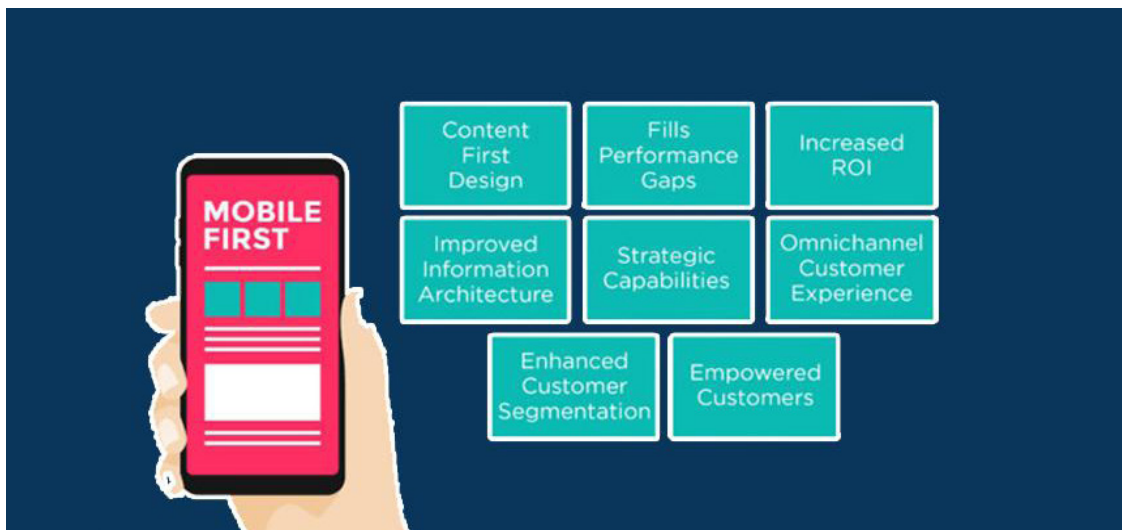 MOBILE
FIRST
Content
First
Design
Fills
Performance
Gaps
Increased
ROI
Improved
Information
Architecture
Strategic
Capabilities
Omnichannel
Customer
Experience
Enhanced
Customer
Segmentation
Empowered
Customers